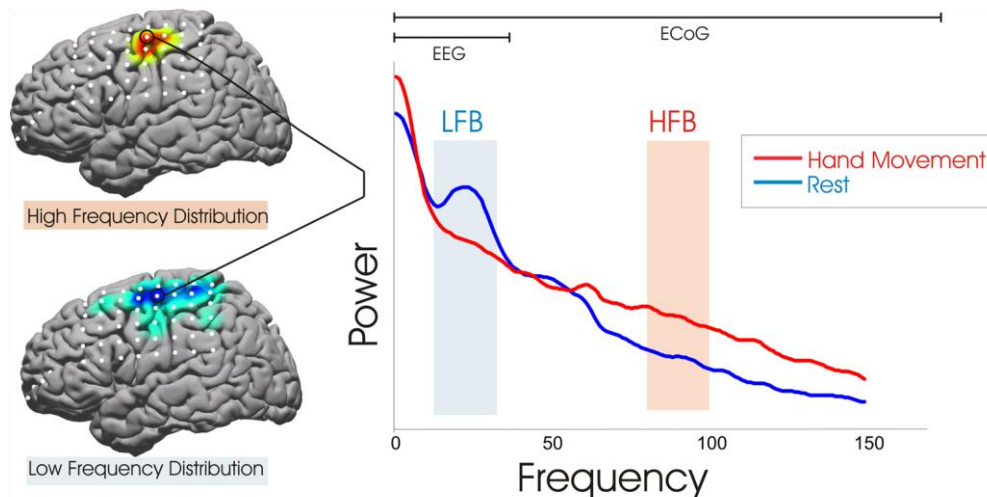 ECoG
EEG
LFB
HFB
Hand Movement
Rest
High Frequency Distribution
Low Frequency Distribution
Power
0
50
100
150
Frequency